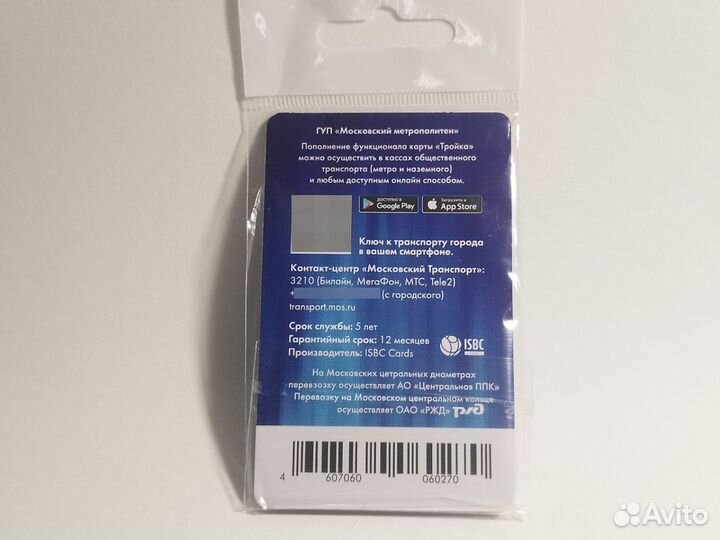 ГУП «Московский метрополитен»
Пополнение функционала карты «Тройка»
можно осуществить в кассах общественного
транспорта (метро и наземного)
и любым доступным онлайн способом.
ДОСТУПНО В
Google Play
Загрузите в
App Store
Ключ к транспорту города
в вашем смартфоне.
Контакт-центр «Московский Транспорт»:
3210 (Билайн, МегаФон, МТС, Tele2)
+ (с городского)
transport.mos.ru
Срок службы: 5 лет
Гарантийный срок: 12 месяцев
Производитель: ISBC Cards
ISBC
На Московских цетральных диаметрах
перевозку осуществляет АО «Центральная ППК»
Перевозку на Московском центральном кольце
осуществляет ОАО «РЖД» РЖД
4 607060 060270
Avito